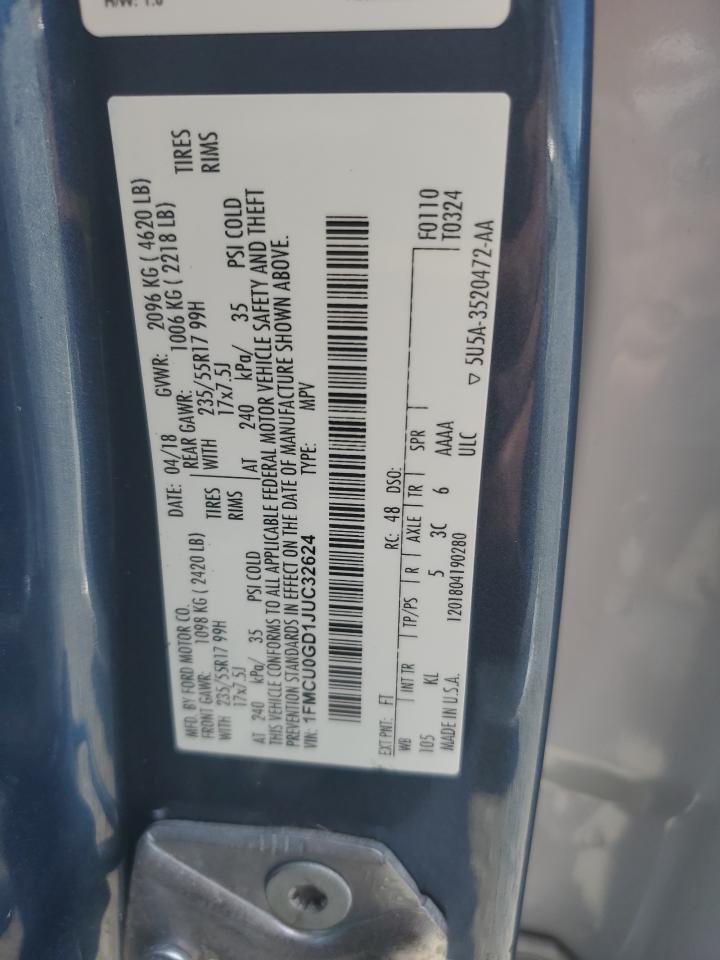 H/W: 1.0
MFD. BY FORD MOTOR CO.
DATE: 04/18 GVWR: 2096 KG ( 4620 LB)
FRONT GAWR: 1098 KG ( 2420 LB) REAR GAWR: 1006 KG ( 2218 LB)
WITH 235/55R17 99H TIRES WITH 235/55R17 99H TIRES
17x7.5J RIMS 17x7.5J RIMS
AT 240 kPa/ 35 PSI COLD AT 240 kPa/ 35 PSI COLD
THIS VEHICLE CONFORMS TO ALL APPLICABLE FEDERAL MOTOR VEHICLE SAFETY AND THEFT
PREVENTION STANDARDS IN EFFECT ON THE DATE OF MANUFACTURE SHOWN ABOVE.
VIN: 1FMCU0GD1JUC32624 TYPE: MPV
EXT PNT: FT RC: 48 DSO: F0110
WB INT TR TP/PS R AXLE TR SPR T0324
105 KL 5 3C 6 AAAA
MADE IN U.S.A. 1201804190280 ULC
▽ 5U5A-3520472-AA